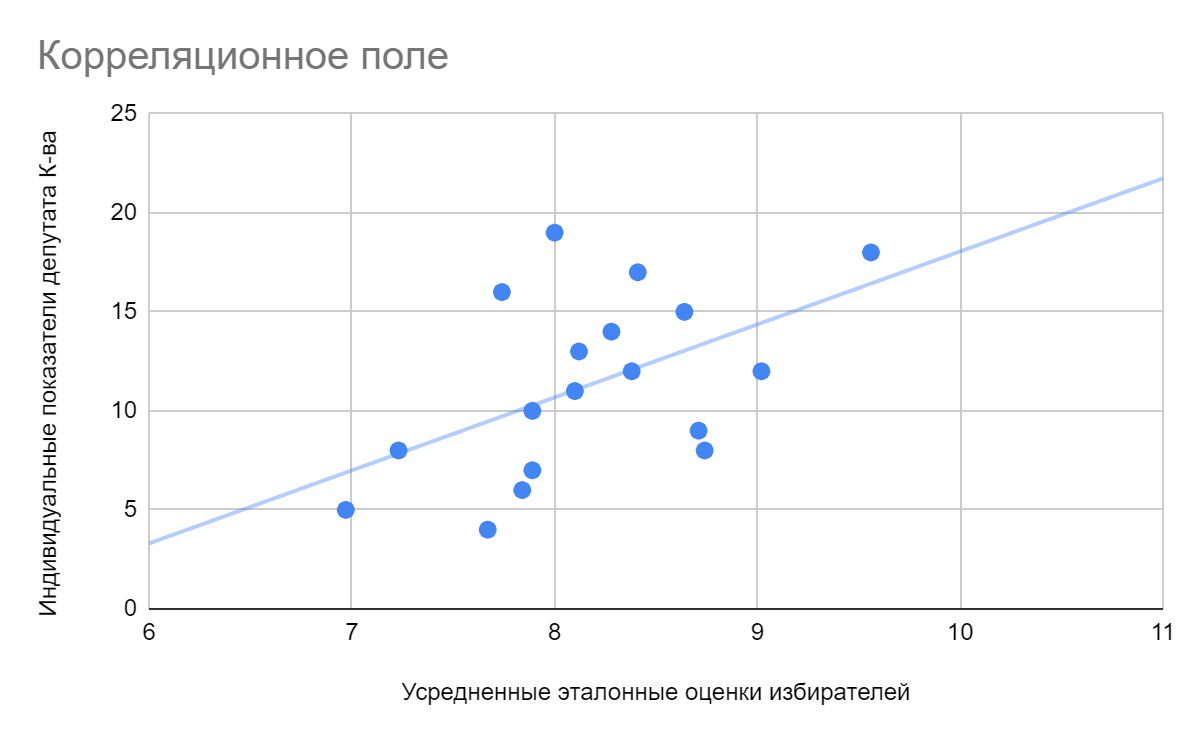 Корреляционное поле
Индивидуальные показатели депутата К-ва
25
20
15
10
5
0
6 7 8 9 10 11
Усредненные эталонные оценки избирателей